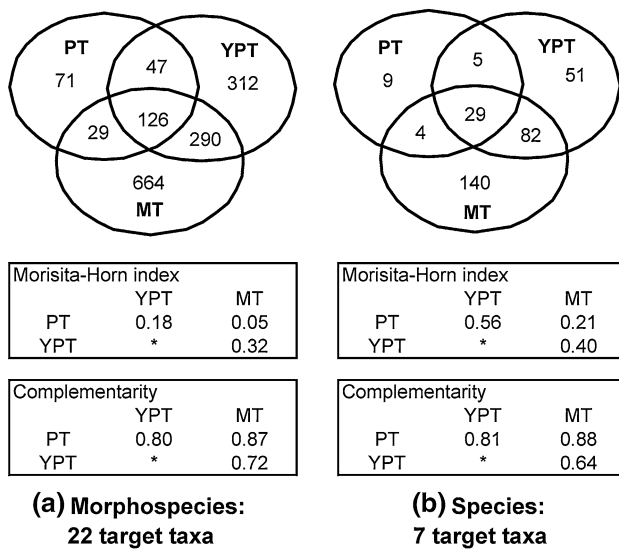 PT 47 YPT
71 312
126
29 290
664
MT
Morisita-Horn index
YPT MT
PT 0.18 0.05
YPT * 0.32
Complementarity
YPT MT
PT 0.80 0.87
YPT * 0.72
(a) Morphospecies:
22 target taxa
PT 5 YPT
9 51
29
4 82
140
MT
Morisita-Horn index
YPT MT
PT 0.56 0.21
YPT * 0.40
Complementarity
YPT MT
PT 0.81 0.88
YPT * 0.64
(b) Species:
7 target taxa